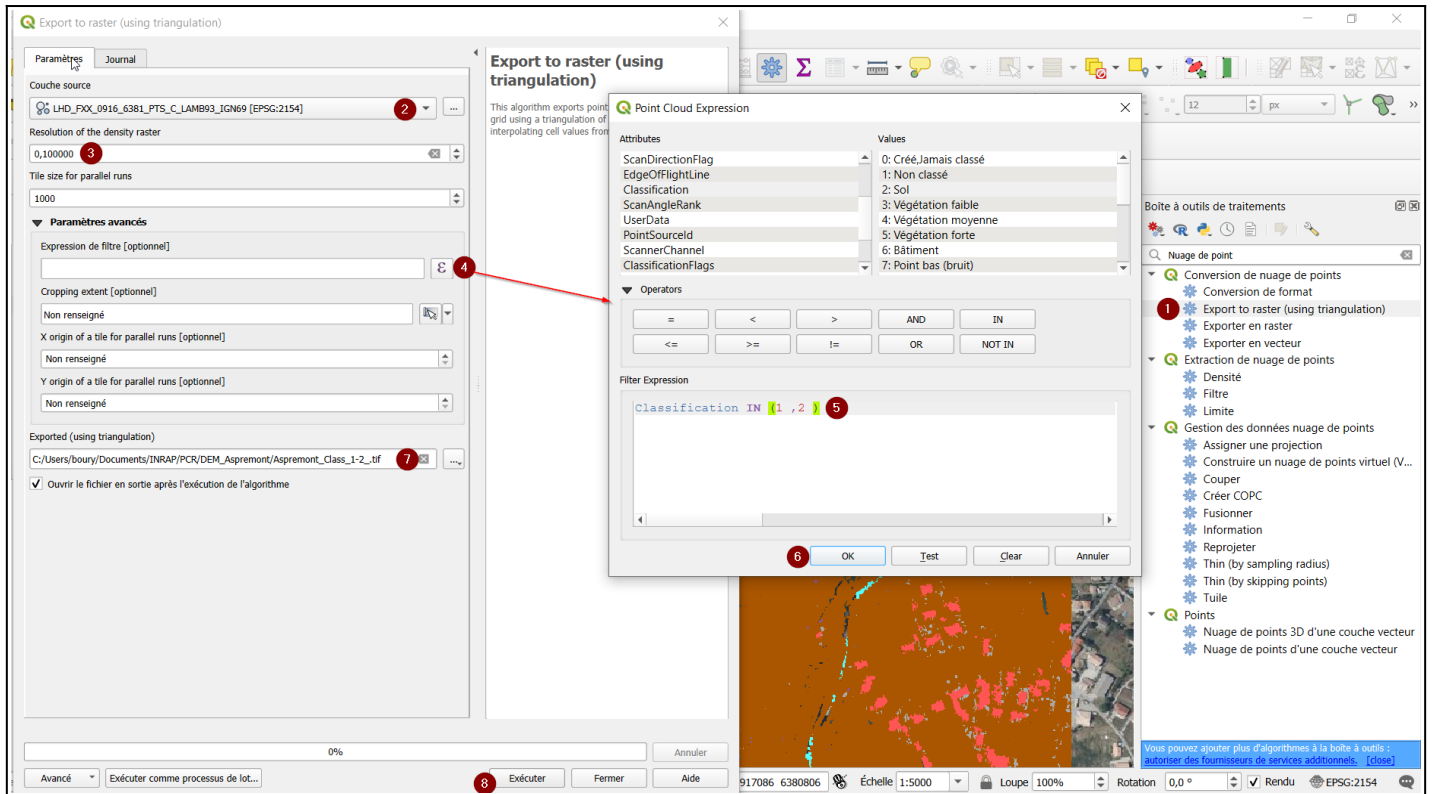 Export to raster (using triangulation)
Paramètres
Journal
Couche source
LHD_FXX_0916_6381_PTS_C_LAMB93_IGN69 [EPSG:2154]
2
...
Resolution of the density raster
0,100000
3
Tile size for parallel runs
1000
Paramètres avancés
Expression de filtre [optionnel]
ε
4
Cropping extent [optionnel]
Non renseigné
X origin of a tile for parallel runs [optionnel]
Non renseigné
Y origin of a tile for parallel runs [optionnel]
Non renseigné
Exported (using triangulation)
C:/Users/boury/Documents/INRAP/PCR/DEM_Aspremont/Aspremont_Class_1-2_.tif
7
...
Ouvrir le fichier en sortie après l'exécution de l'algorithme
0%
Annuler
Avancé
Exécuter comme processus de lot...
8
Exécuter
Fermer
Aide
Export to raster (using
triangulation)
This algorithm exports point
grid using a triangulation of
interpolating cell values from
Point Cloud Expression
Attributes
ScanDirectionFlag
EdgeOfFlightLine
Classification
ScanAngleRank
UserData
PointSourceId
ScannerChannel
ClassificationFlags
Values
0: Créé,Jamais classé
1: Non classé
2: Sol
3: Végétation faible
4: Végétation moyenne
5: Végétation forte
6: Bâtiment
7: Point bas (bruit)
Operators
= < > AND IN
<= >= != OR NOT IN
Filter Expression
Classification IN (1 ,2 )
5
6
OK
Test
Clear
Annuler
Σ
12
px
»
Boîte à outils de traitements
R
Nuage de point
Conversion de nuage de points
Conversion de format
1
Export to raster (using triangulation)
Exporter en raster
Exporter en vecteur
Extraction de nuage de points
Densité
Filtre
Limite
Gestion des données nuage de points
Assigner une projection
Construire un nuage de points virtuel (V...
Couper
Créer COPC
Fusionner
Information
Reprojeter
Thin (by sampling radius)
Thin (by skipping points)
Tuile
Points
Nuage de points 3D d'une couche vecteur
Nuage de points d'une couche vecteur
Vous pouvez ajouter plus d'algorithmes à la boîte à outils :
autoriser des fournisseurs de services additionnels. [close]
917086 6380806
Échelle 1:5000
Loupe 100%
Rotation 0,0 °
Rendu
EPSG:2154